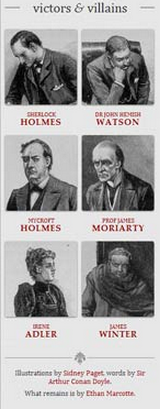 victors & villains
SHERLOCK
HOLMES
DR JOHN HEMISH
WATSON
MYCROFT
HOLMES
PROF JAMES
MORIARTY
IRENE
ADLER
JAMES
WINTER
Illustrations by Sidney Paget, words by Sir
Arthur Conan Doyle.
What remains is by Ethan Marcotte.